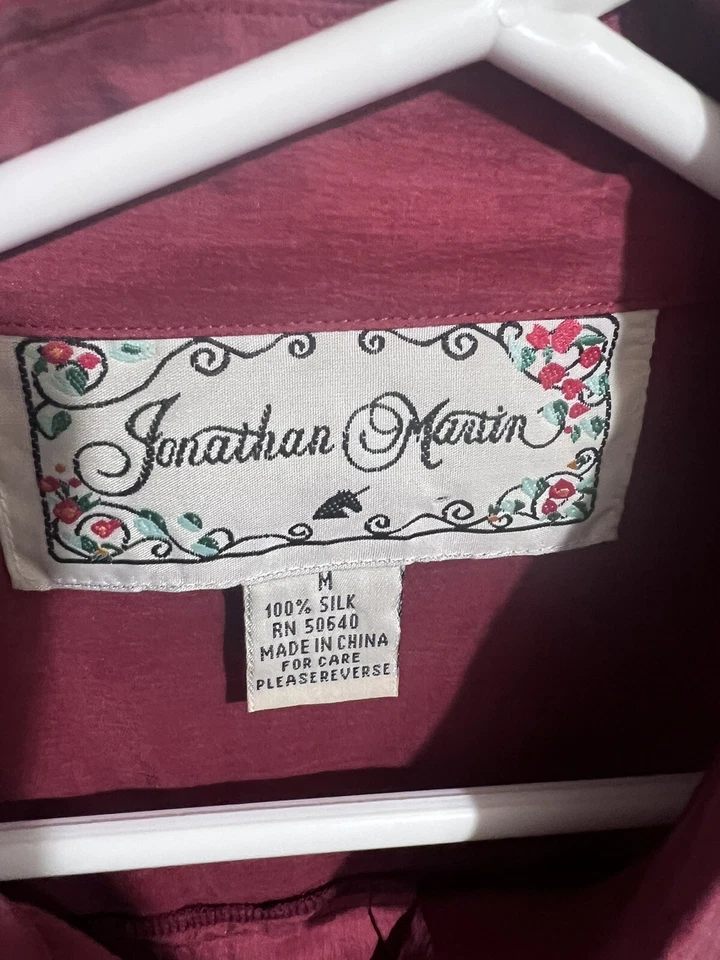 Jonathan Martin
M
100% SILK
RN 50640
MADE IN CHINA
FOR CARE
PLEASEREVERSE